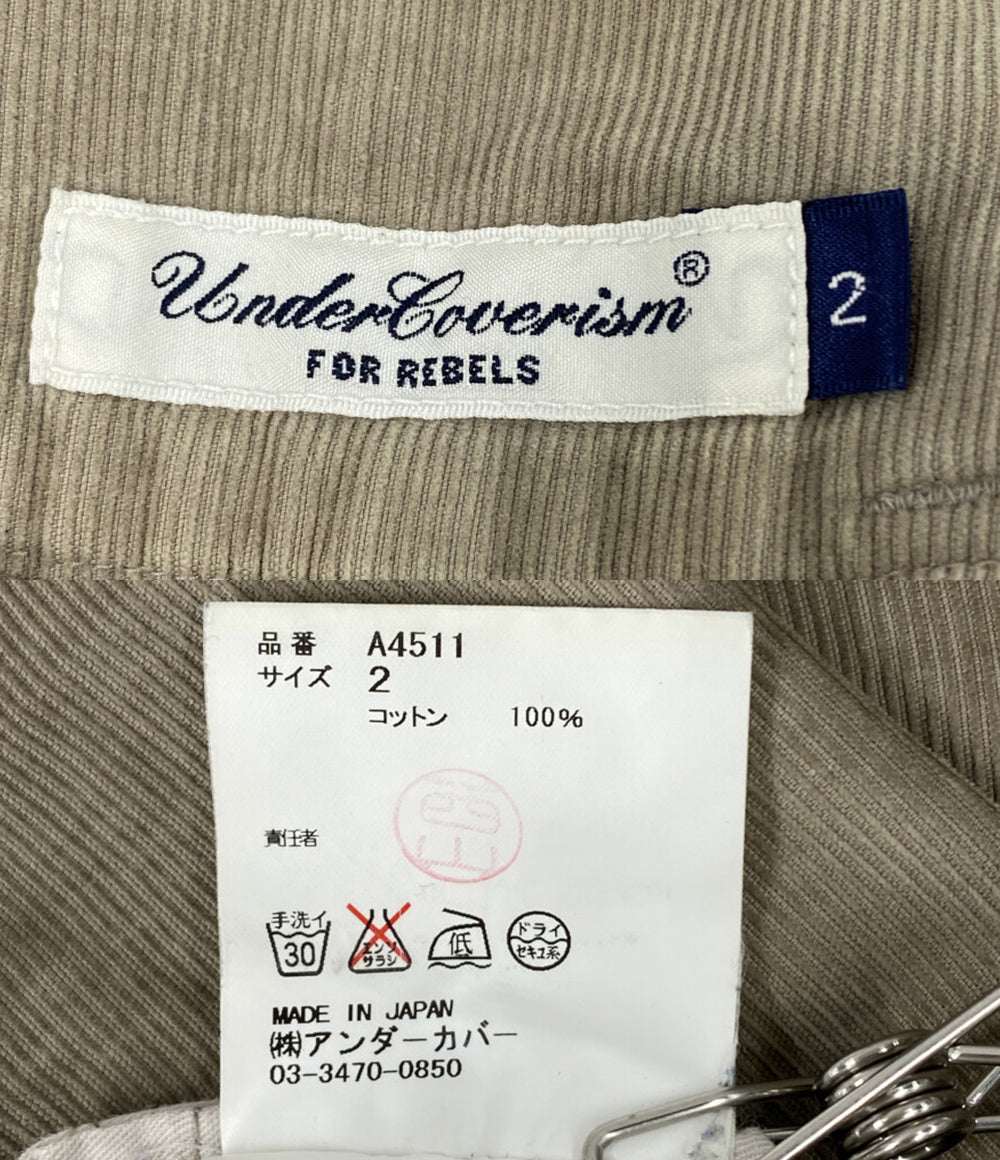 UnderCoverism®
FOR REBELS
2
品番 A4511
サイズ 2
コットン 100%
責任者
手洗イ
30
エンソ
サラシ
低
ドライ
セキユ系
MADE IN JAPAN
㈱アンダーカバー
03-3470-0850